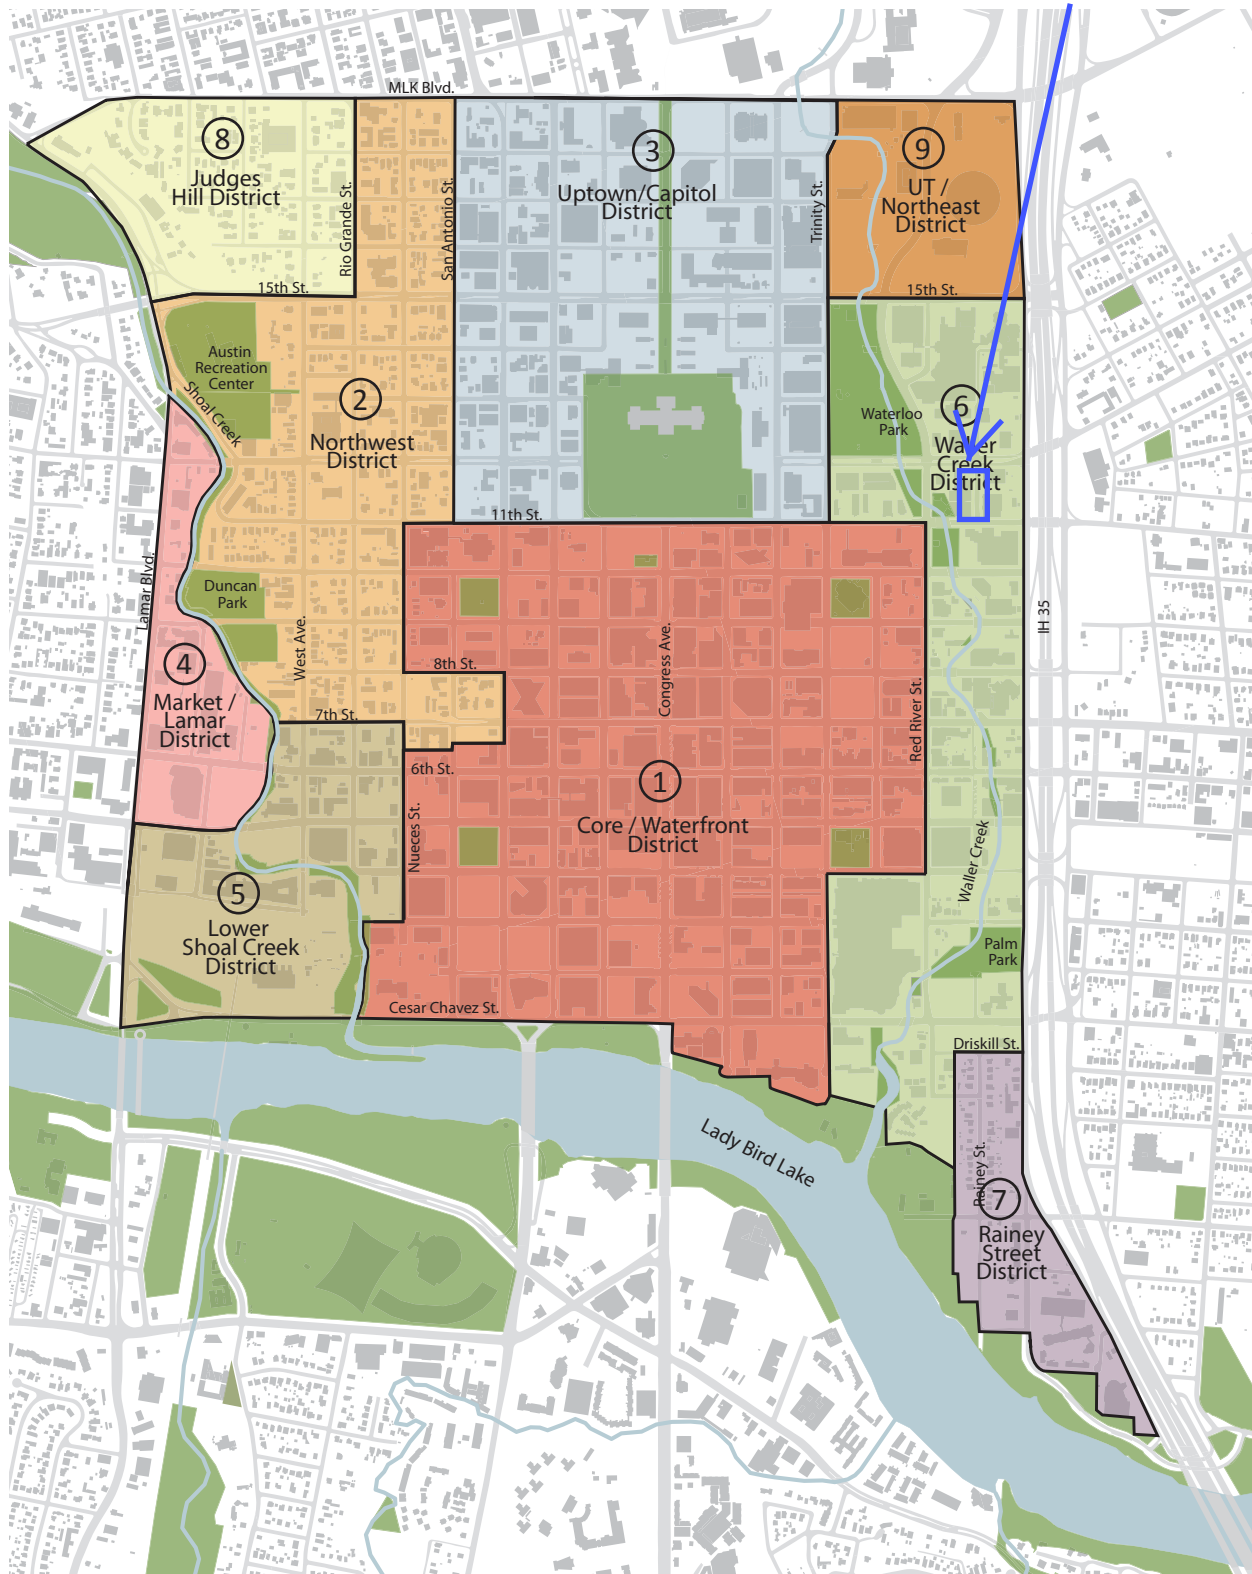 MLK Blvd.
8
Judges
Hill District
Rio Grande St.
San Antonio St.
3
Uptown/Capitol
District
Trinity St.
9
UT /
Northeast
District
15th St.
15th St.
Austin
Recreation
Center
Shoal Creek
2
Northwest
District
Waterloo
Park
6
Waller
Creek
District
11th St.
Lamar Blvd.
Duncan
Park
West Ave.
IH 35
4
Market /
Lamar
District
8th St.
Congress Ave.
Red River St.
7th St.
6th St.
1
Core / Waterfront
District
Nueces St.
Waller Creek
5
Lower
Shoal Creek
District
Palm
Park
Cesar Chavez St.
Driskill St.
Lady Bird Lake
Rainey St.
7
Rainey
Street
District